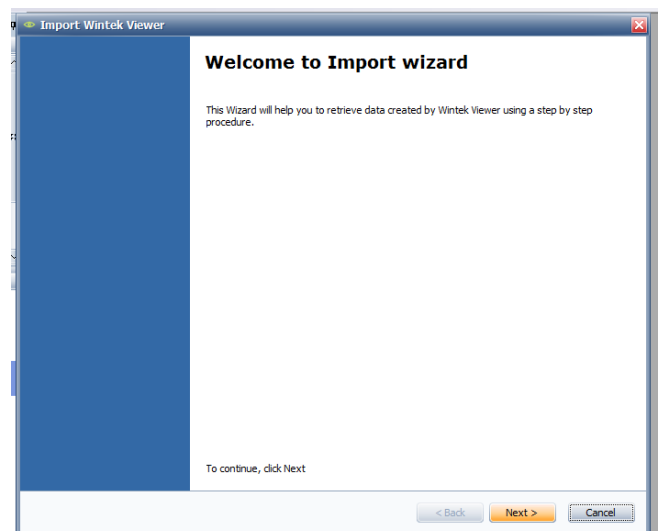 Import Wintek Viewer
Welcome to Import wizard
This Wizard will help you to retrieve data created by Wintek Viewer using a step by step
procedure.
To continue, click Next
< Back Next > Cancel